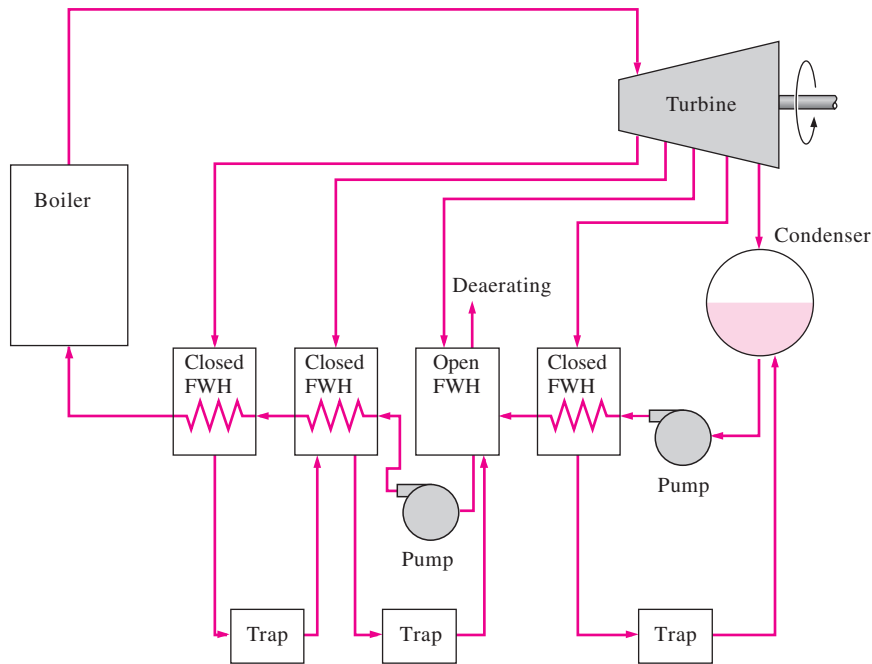 Turbine
Boiler
Condenser
Deaerating
Closed
FWH
Closed
FWH
Open
FWH
Closed
FWH
Pump
Pump
Trap
Trap
Trap